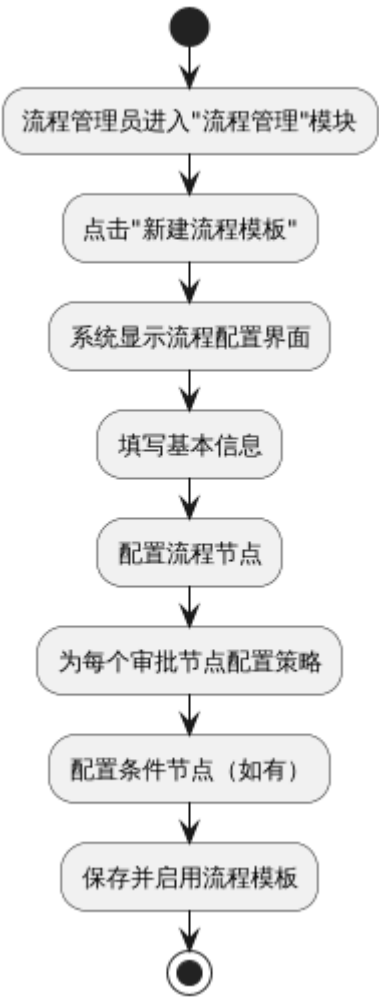 流程管理员进入"流程管理"模块
点击"新建流程模板"
系统显示流程配置界面
填写基本信息
配置流程节点
为每个审批节点配置策略
配置条件节点（如有）
保存并启用流程模板